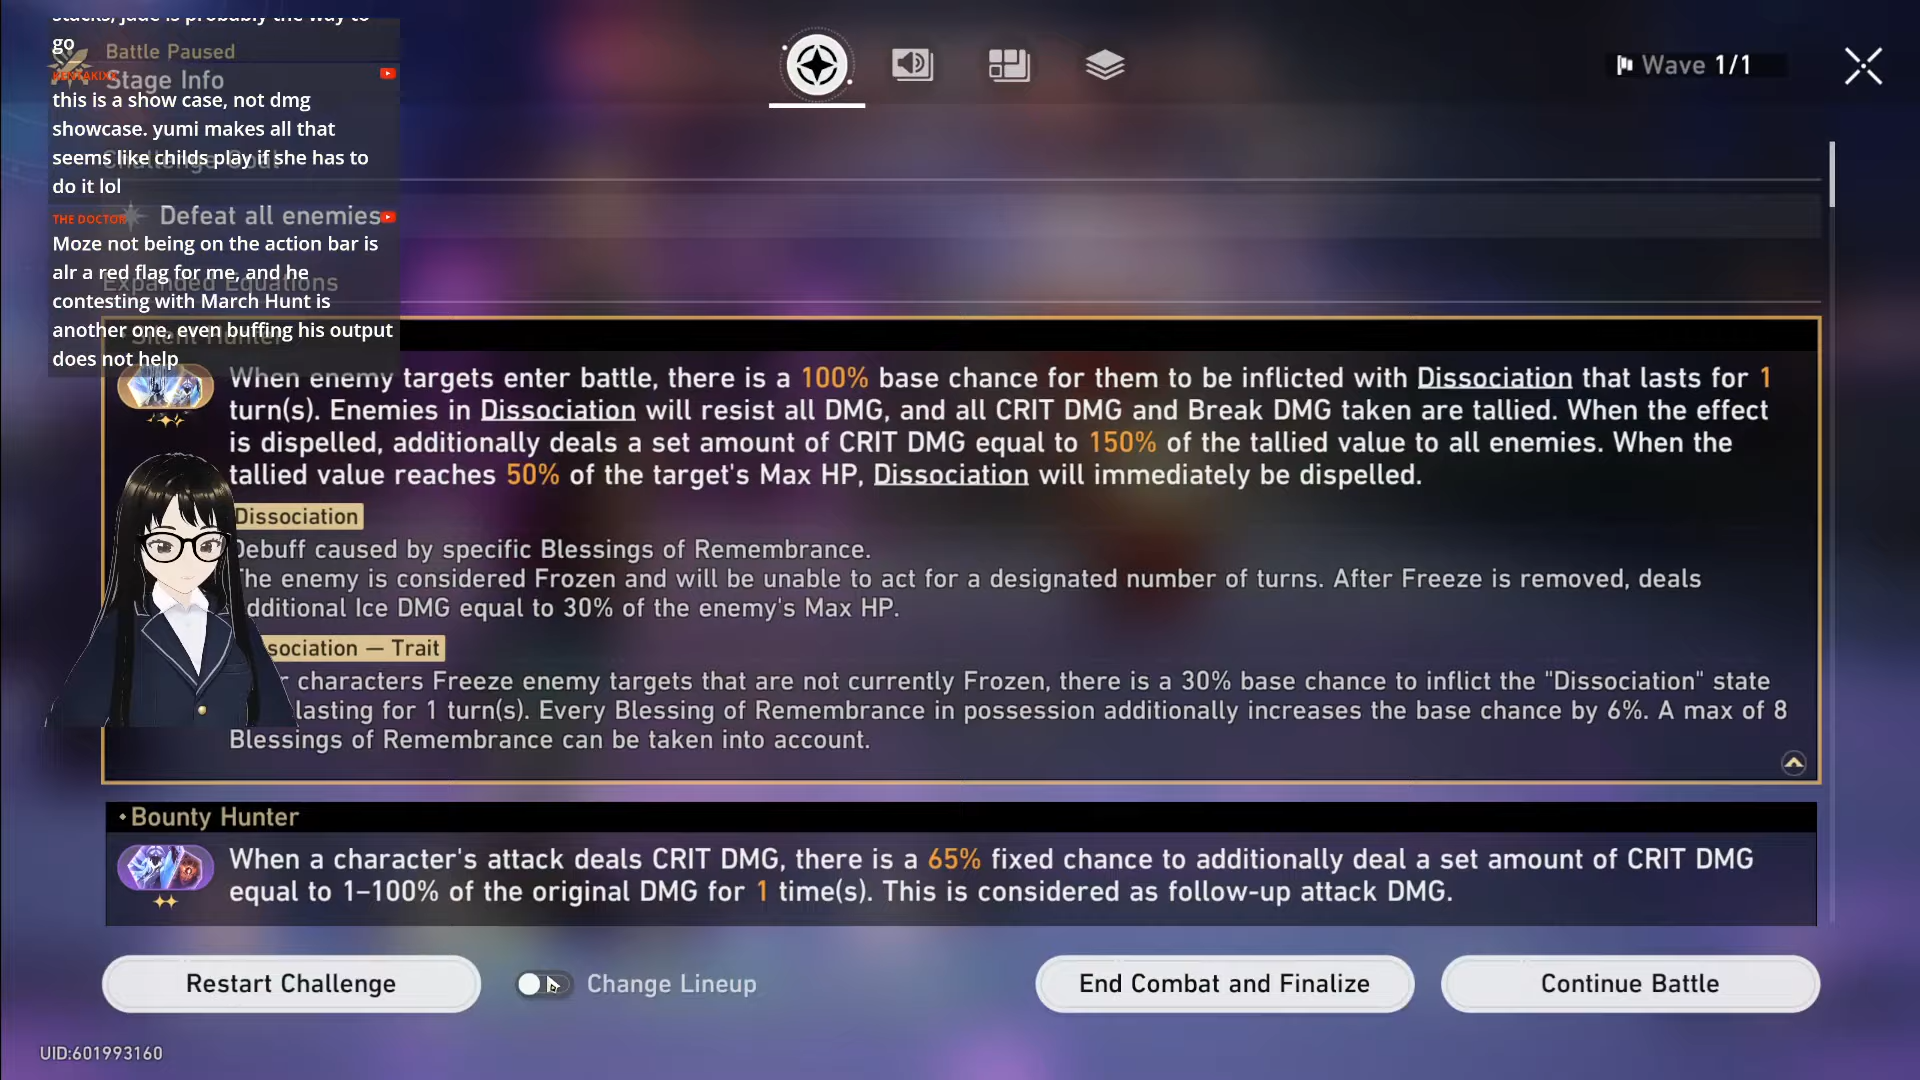 stacks, jade is probably the way to
go
Battle Paused
Stage Info
Wave 1/1
this is a show case, not dmg
showcase. yumi makes all that
seems like childs play if she has to
do it lol
Challenge Goal
THE DOCTOR
Defeat all enemies
Moze not being on the action bar is
alr a red flag for me, and he
contesting with March Hunt is
another one, even buffing his output
does not help
Expanded Equations
Silent Hunter
When enemy targets enter battle, there is a 100% base chance for them to be inflicted with Dissociation that lasts for 1
turn(s). Enemies in Dissociation will resist all DMG, and all CRIT DMG and Break DMG taken are tallied. When the effect
is dispelled, additionally deals a set amount of CRIT DMG equal to 150% of the tallied value to all enemies. When the
tallied value reaches 50% of the target's Max HP, Dissociation will immediately be dispelled.
Dissociation
Debuff caused by specific Blessings of Remembrance.
The enemy is considered Frozen and will be unable to act for a designated number of turns. After Freeze is removed, deals
additional Ice DMG equal to 30% of the enemy's Max HP.
sociation — Trait
r characters Freeze enemy targets that are not currently Frozen, there is a 30% base chance to inflict the "Dissociation" state
lasting for 1 turn(s). Every Blessing of Remembrance in possession additionally increases the base chance by 6%. A max of 8
Blessings of Remembrance can be taken into account.
Bounty Hunter
When a character's attack deals CRIT DMG, there is a 65% fixed chance to additionally deal a set amount of CRIT DMG
equal to 1–100% of the original DMG for 1 time(s). This is considered as follow-up attack DMG.
Restart Challenge
Change Lineup
End Combat and Finalize
Continue Battle
UID:601993160